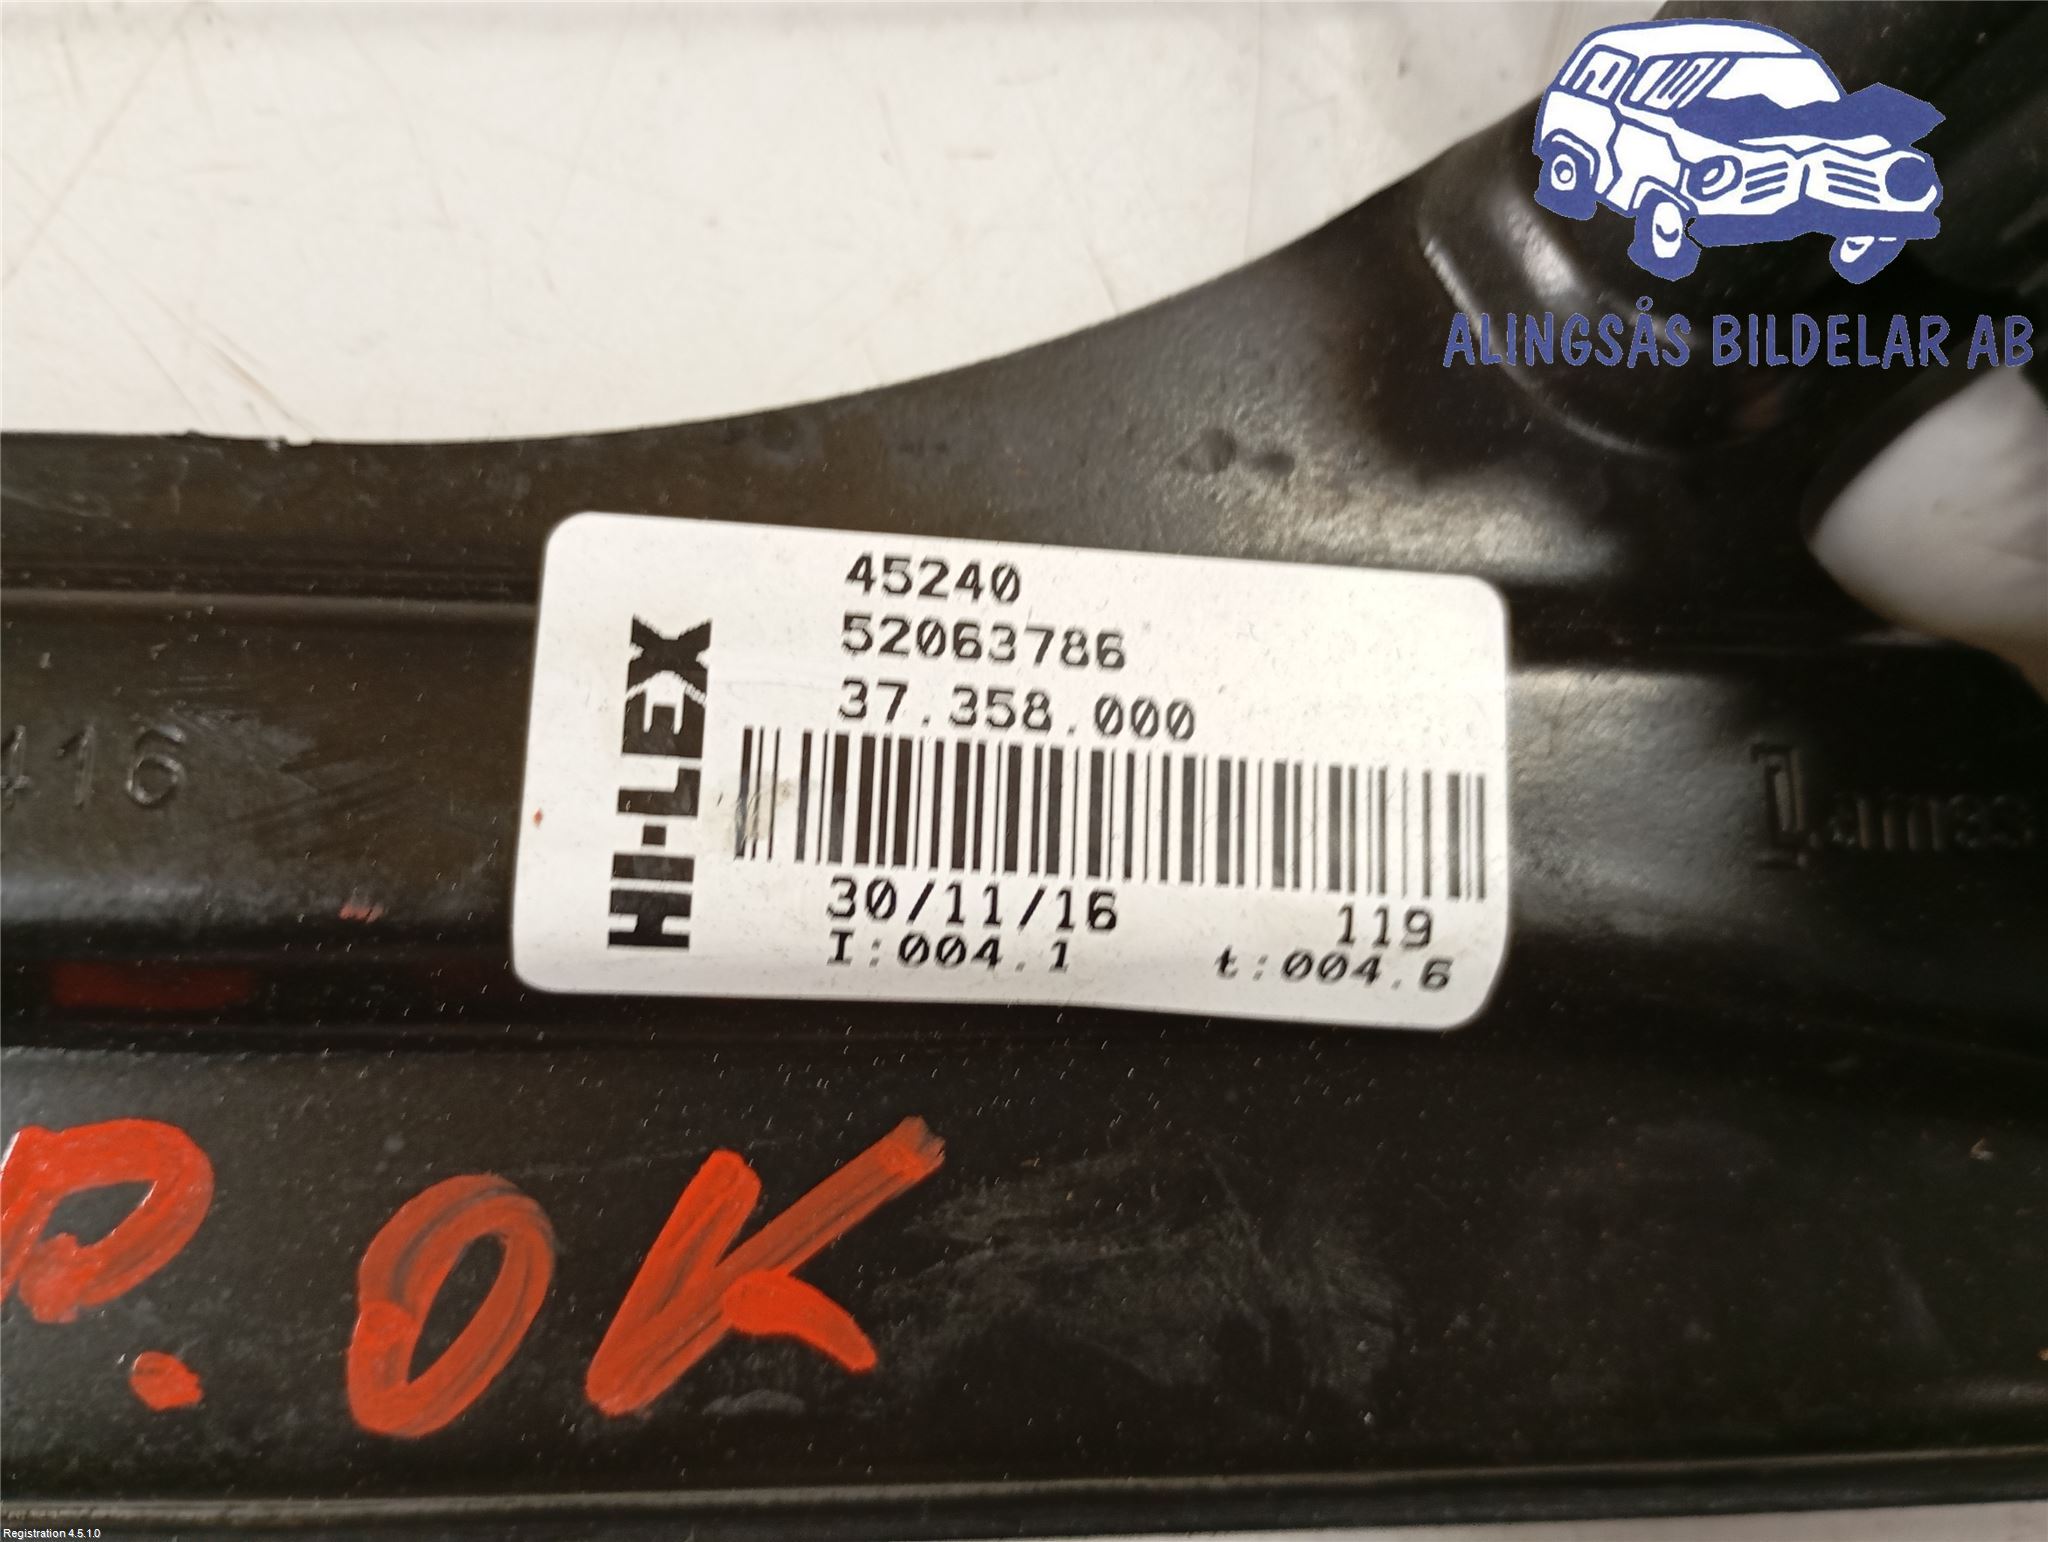 ALINGSÅS BILDELAR AB
45240
52063786
37.358.000
HI-LEX
416
30/11/16 119
I:004.1 t:004.6
P. OK
Registration 4.5.1.0